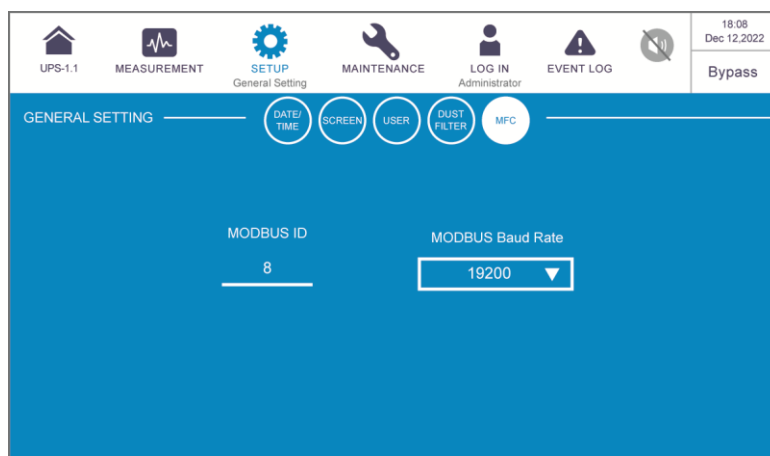 18:08
Dec 12,2022
UPS-1.1
MEASUREMENT
SETUP
General Setting
MAINTENANCE
LOG IN
Administrator
EVENT LOG
Bypass
GENERAL SETTING
DATE/
TIME
SCREEN
USER
DUST
FILTER
MFC
MODBUS ID
8
MODBUS Baud Rate
19200